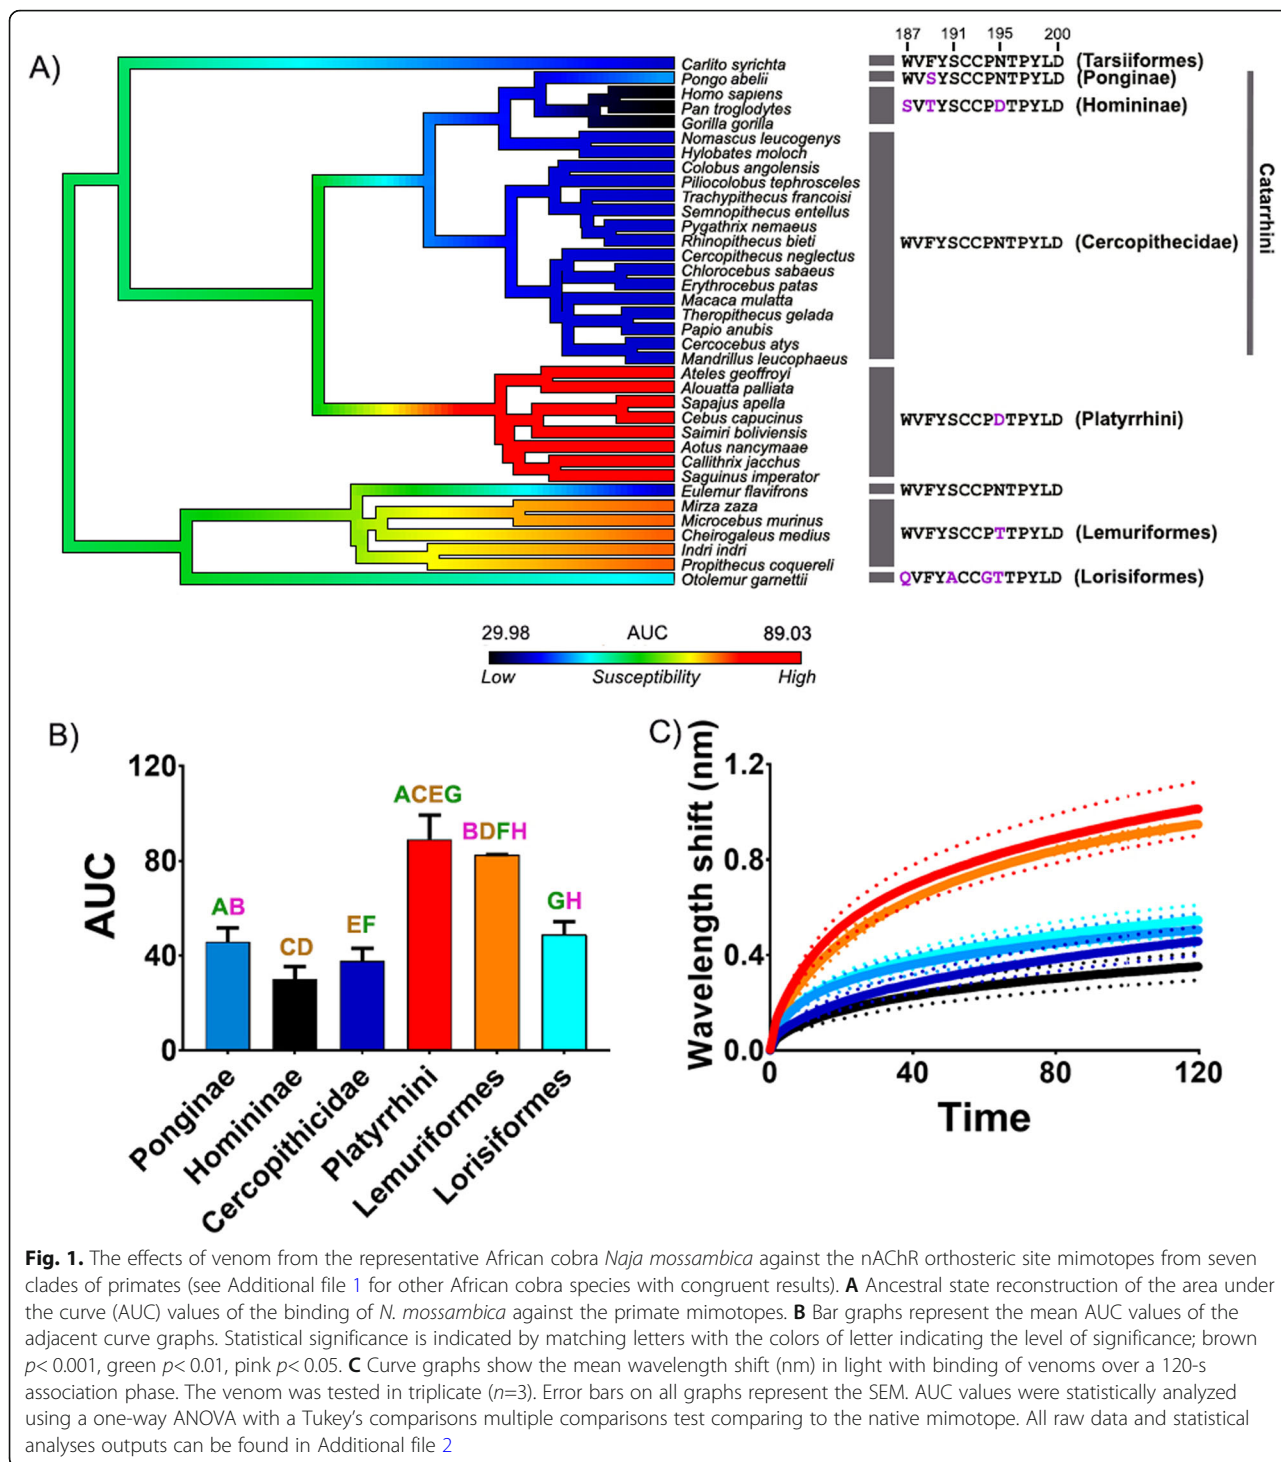 A)
187 191 195 200
Carlito syrichta WVFYSCCPNTPYLD (Tarsiiformes)
Pongo abelii WVSYSCCPNTPYLD (Ponginae)
Homo sapiens
Pan troglodytes SVTYSCCPDTPYLD (Homininae)
Gorilla gorilla
Nomascus leucogenys
Hylobates moloch
Colobus angolensis
Piliocolobus tephrosceles
Trachypithecus francoisi
Semnopithecus entellus
Pygathrix nemaeus
Rhinopithecus bieti WVFYSCCPNTPYLD (Cercopithecidae)
Catarrhini
Cercopithecus neglectus
Chlorocebus sabaeus
Erythrocebus patas
Macaca mulatta
Theropithecus gelada
Papio anubis
Cercocebus atys
Mandrillus leucophaeus
Ateles geoffroyi
Alouatta palliata
Sapajus apella
Cebus capucinus WVFYSCCPDTPYLD (Platyrrhini)
Saimiri boliviensis
Aotus nancymaae
Callithrix jacchus
Saguinus imperator
Eulemur flavifrons WVFYSCCPNTPYLD
Mirza zaza
Microcebus murinus
Cheirogaleus medius WVFYSCCPTTPYLD (Lemuriformes)
Indri indri
Propithecus coquereli
Otolemur garnettii QVFYACCGTTPYLD (Lorisiformes)
29.98 AUC 89.03
Low Susceptibility High
B)
AUC
120
80
40
0
AB
CD
EF
ACEG
BDFH
GH
Ponginae
Homininae
Cercopithicidae
Platyrrhini
Lemuriformes
Lorisiformes
C)
Wavelength shift (nm)
1.2
0.8
0.4
0.0
0 40 80 120
Time
Fig. 1. The effects of venom from the representative African cobra Naja mossambica against the nAChR orthosteric site mimotopes from seven
clades of primates (see Additional file 1 for other African cobra species with congruent results). A Ancestral state reconstruction of the area under
the curve (AUC) values of the binding of N. mossambica against the primate mimotopes. B Bar graphs represent the mean AUC values of the
adjacent curve graphs. Statistical significance is indicated by matching letters with the colors of letter indicating the level of significance; brown
p< 0.001, green p< 0.01, pink p< 0.05. C Curve graphs show the mean wavelength shift (nm) in light with binding of venoms over a 120-s
association phase. The venom was tested in triplicate (n=3). Error bars on all graphs represent the SEM. AUC values were statistically analyzed
using a one-way ANOVA with a Tukey's comparisons multiple comparisons test comparing to the native mimotope. All raw data and statistical
analyses outputs can be found in Additional file 2